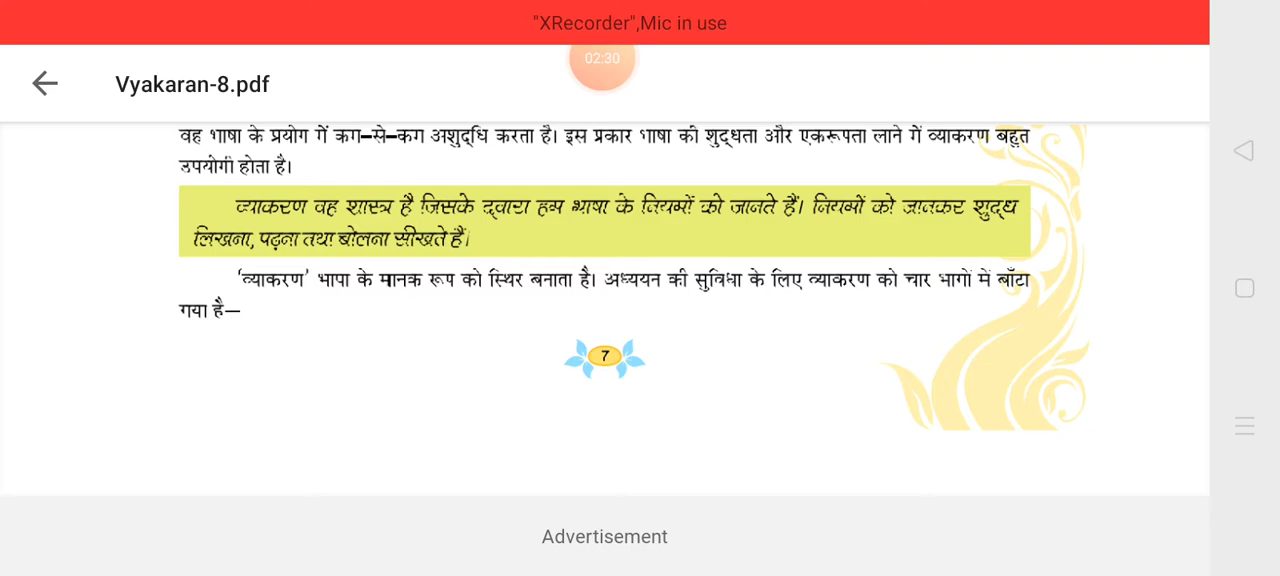 "XRecorder",Mic in use
02:30
Vyakaran-8.pdf
वह भाषा के प्रयोग में कम–से–कम अशुद्धि करता है। इस प्रकार भाषा की शुद्धता और एकरूपता लाने में व्याकरण बहुत
उपयोगी होता है।
व्याकरण वह शास्त्र है जिसके द्वारा हम भाषा के नियमों को जानते हैं। नियमों को जानकर शुद्ध
लिखना, पढ़ना तथा बोलना सीखते हैं।
‘व्याकरण’ भाषा के मानक रूप को स्थिर बनाता है। अध्ययन की सुविधा के लिए व्याकरण को चार भागों में बाँटा
गया है—
7
Advertisement